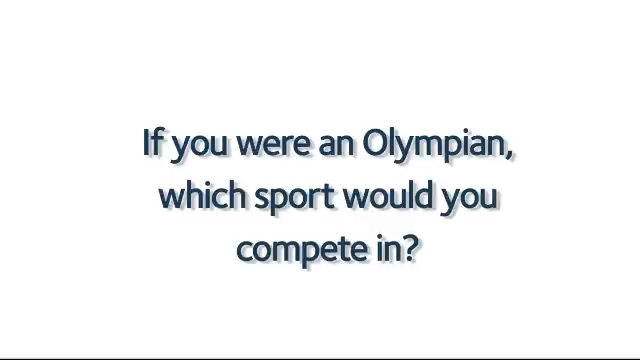 If you were an Olympian,
which sport would you
compete in?